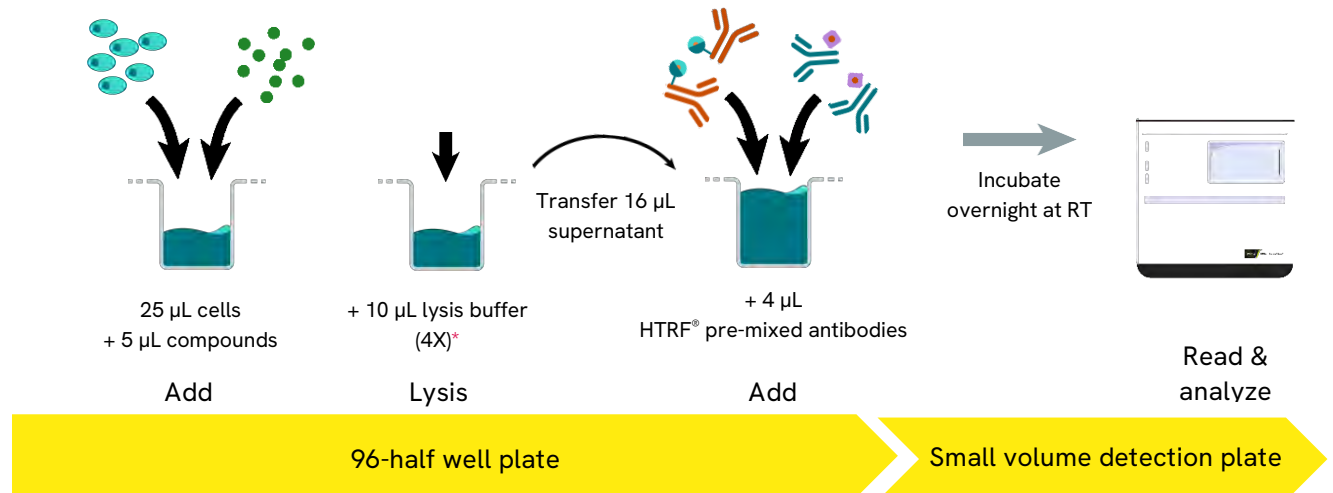 25 µL cells
+ 5 µL compounds
Add
+ 10 µL lysis buffer
(4X)*
Lysis
Transfer 16 µL
supernatant
+ 4 µL
HTRF® pre-mixed antibodies
Add
Incubate
overnight at RT
Read &
analyze
96-half well plate
Small volume detection plate